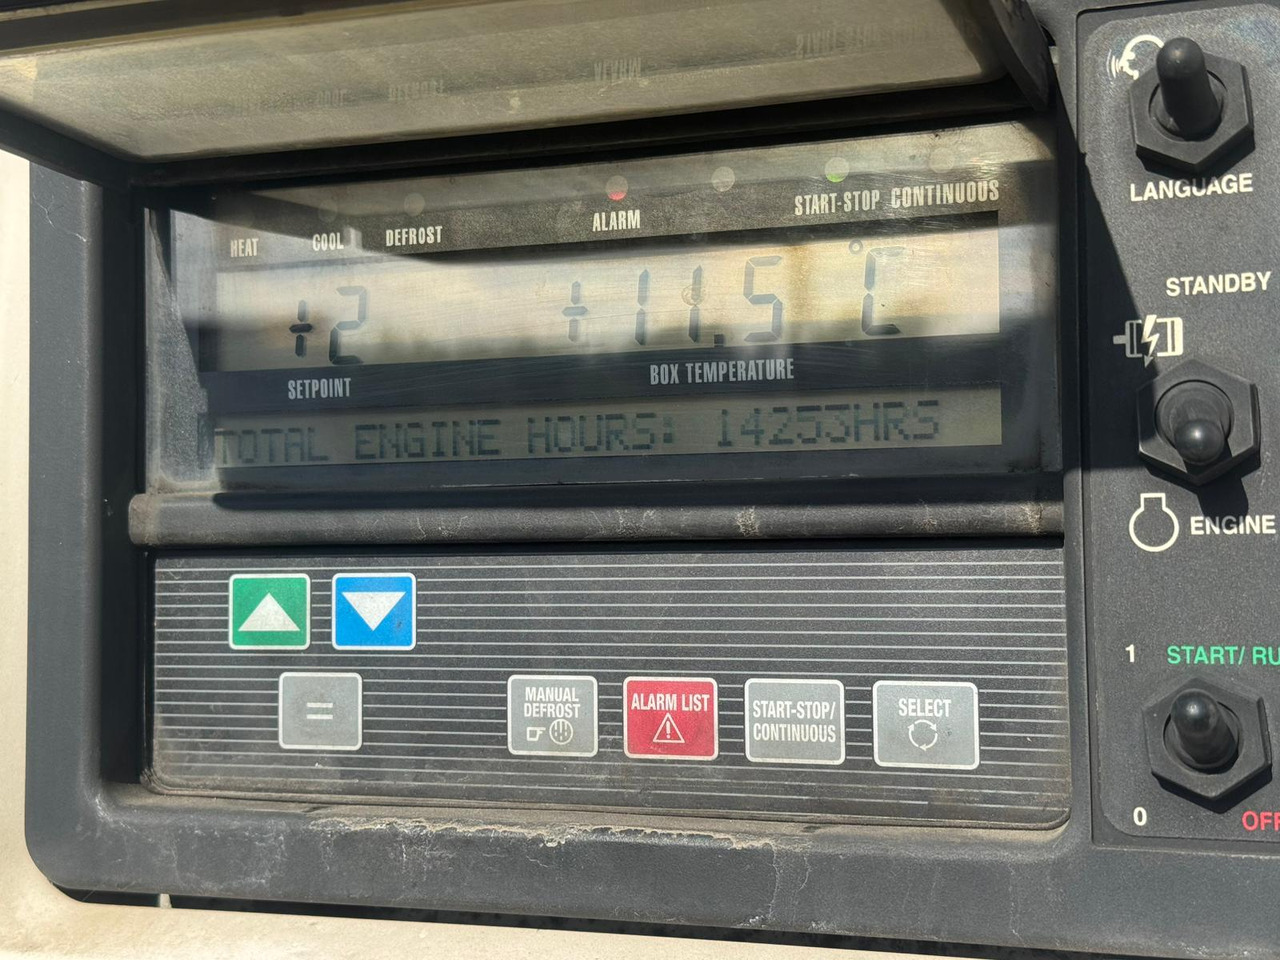 HEAT COOL DEFROST ALARM START-STOP CONTINUOUS
+2 +11.5 °C
SETPOINT BOX TEMPERATURE
TOTAL ENGINE HOURS: 14253HRS
=
MANUAL DEFROST
ALARM LIST
START-STOP/
CONTINUOUS
SELECT
LANGUAGE
STANDBY
ENGINE
1 START/ RU
0 OFF